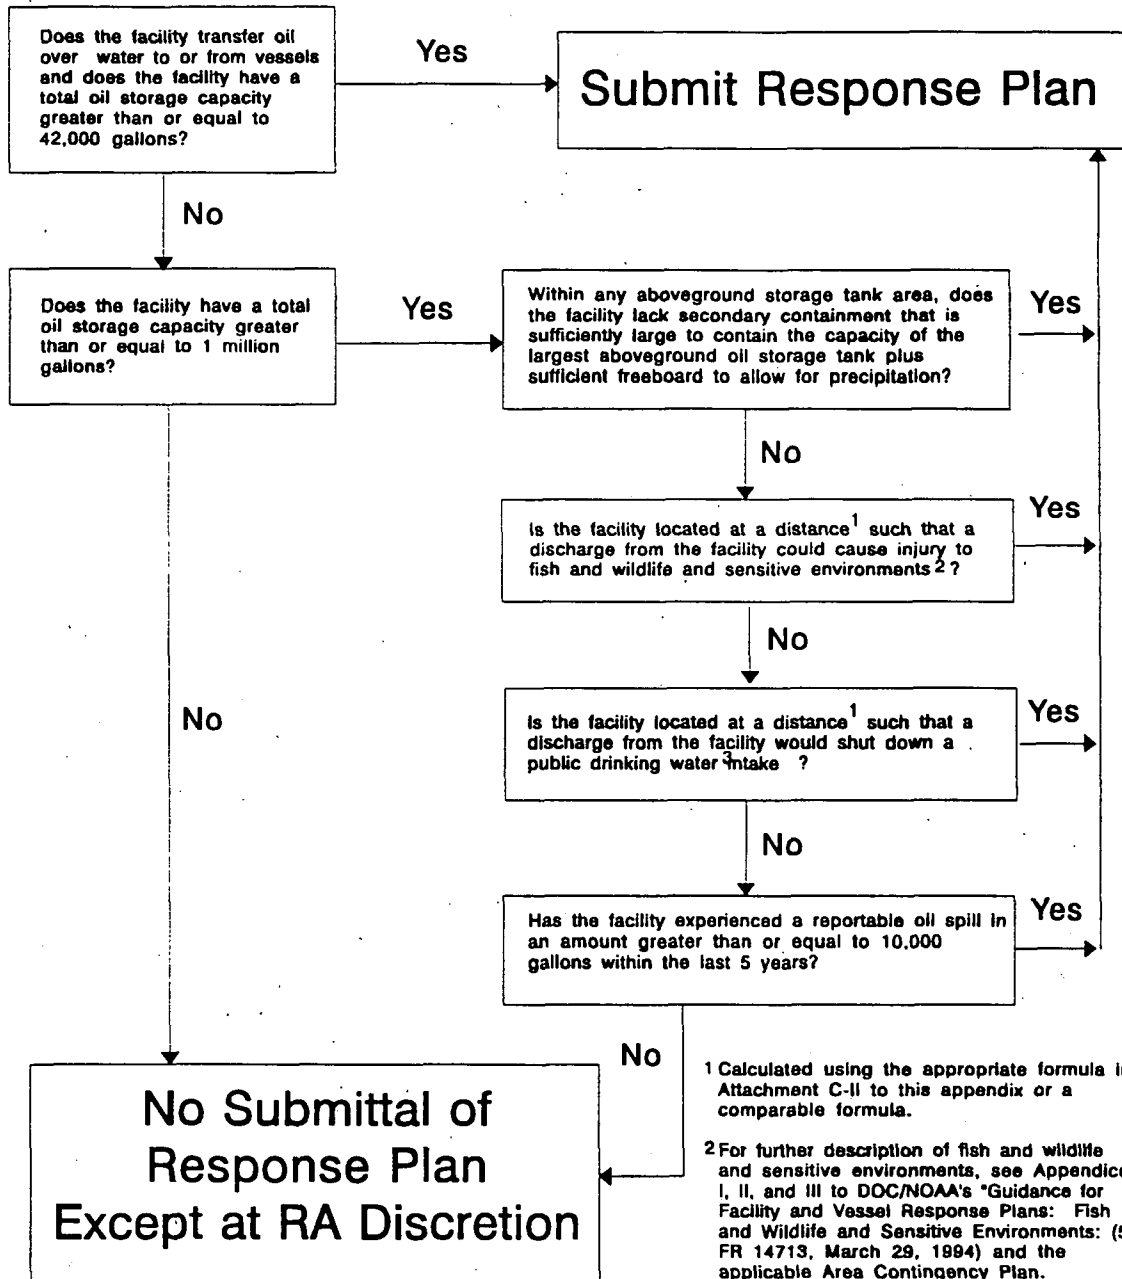 Does the facility transfer oil
over water to or from vessels
and does the facility have a
total oil storage capacity
greater than or equal to
42,000 gallons?
Yes
Submit Response Plan
No
Does the facility have a total
oil storage capacity greater
than or equal to 1 million
gallons?
Yes
Within any aboveground storage tank area, does
the facility lack secondary containment that is
sufficiently large to contain the capacity of the
largest aboveground oil storage tank plus
sufficient freeboard to allow for precipitation?
Yes
No
Is the facility located at a distance1 such that a
discharge from the facility could cause injury to
fish and wildlife and sensitive environments2?
Yes
No
No
Is the facility located at a distance1 such that a
discharge from the facility would shut down a
public drinking water3intake ?
Yes
No
Has the facility experienced a reportable oil spill in
an amount greater than or equal to 10,000
gallons within the last 5 years?
Yes
No
No Submittal of
Response Plan
Except at RA Discretion
1 Calculated using the appropriate formula in
Attachment C-II to this appendix or a
comparable formula.
2 For further description of fish and wildlife
and sensitive environments, see Appendice
I, II, and III to DOC/NOAA's "Guidance for
Facility and Vessel Response Plans: Fish
and Wildlife and Sensitive Environments: (5
FR 14713, March 29, 1994) and the
applicable Area Contingency Plan.